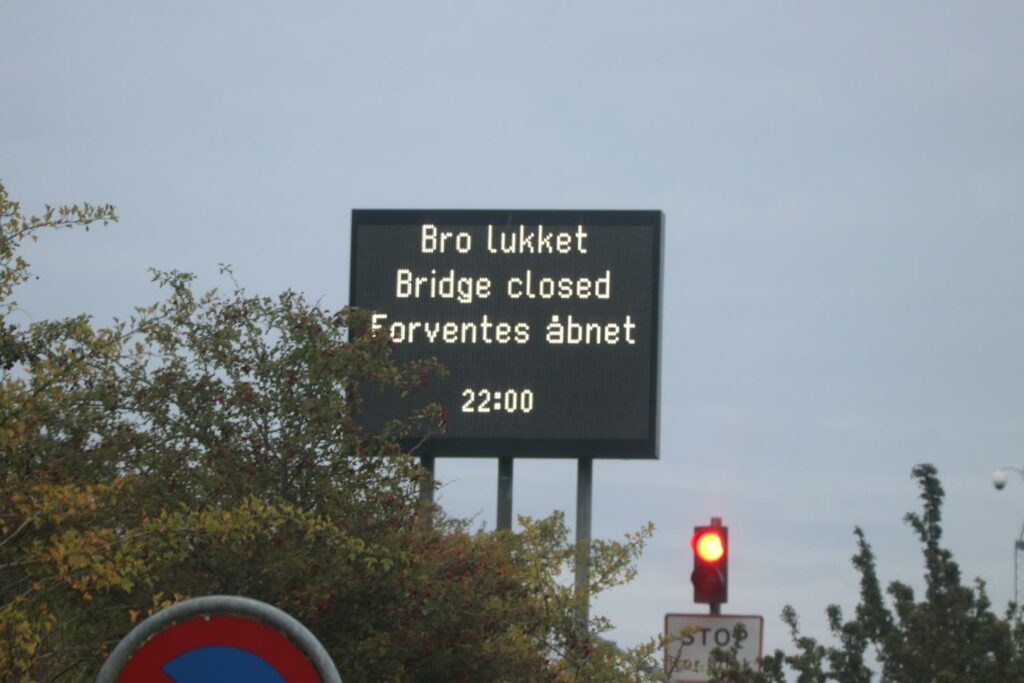 Bro lukket
Bridge closed
Forventes åbnet
22:00
STOP